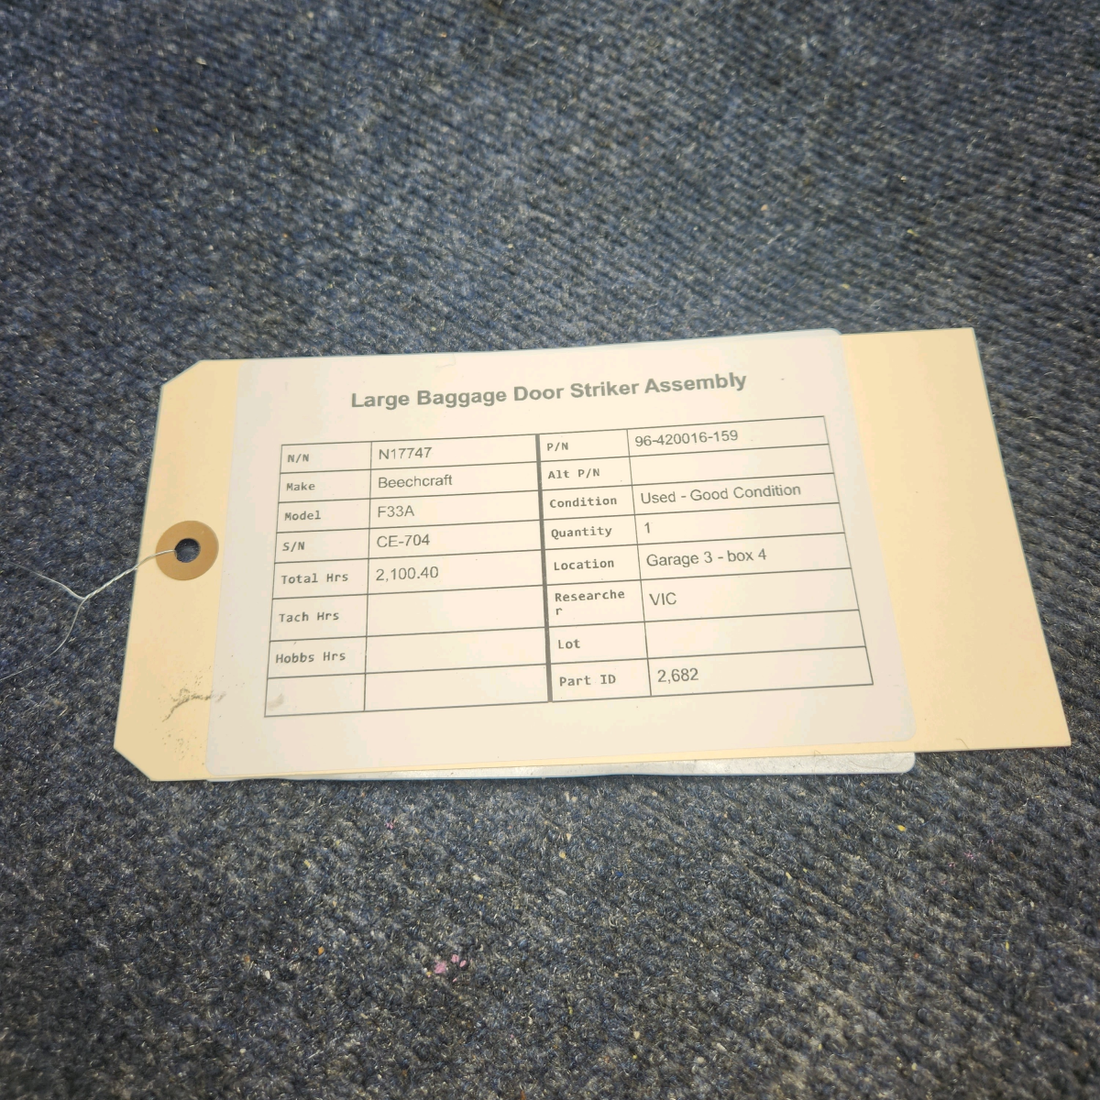 Large Baggage Door Striker Assembly
N/N N17747 P/N 96-420016-159
Make Beechcraft Alt P/N
Model F33A Condition Used - Good Condition
S/N CE-704 Quantity 1
Total Hrs 2,100.40 Location Garage 3 - box 4
Tach Hrs Researche
r VIC
Hobbs Hrs Lot
Part ID 2,682